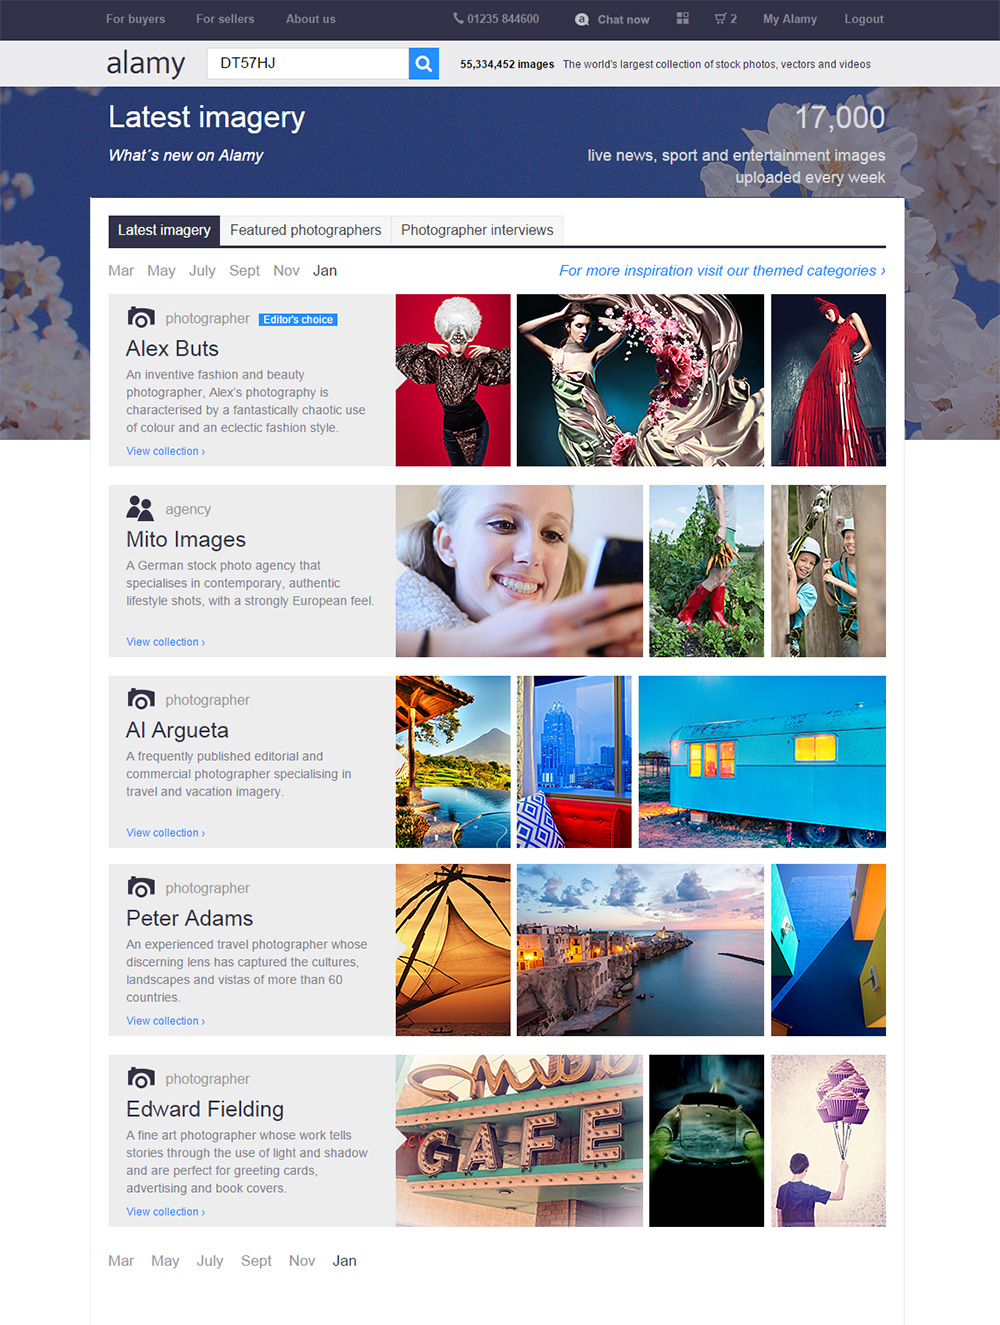 For buyers For sellers About us 01235 844600 Chat now 2 My Alamy Logout
alamy DT57HJ 55,334,452 images The world's largest collection of stock photos, vectors and videos
Latest imagery
17,000
What´s new on Alamy
live news, sport and entertainment images
uploaded every week
Latest imagery Featured photographers Photographer interviews
Mar May July Sept Nov Jan
For more inspiration visit our themed categories ›
photographer Editor's choice
Alex Buts
An inventive fashion and beauty
photographer, Alex's photography is
characterised by a fantastically chaotic use
of colour and an eclectic fashion style.
View collection ›
agency
Mito Images
A German stock photo agency that
specialises in contemporary, authentic
lifestyle shots, with a strongly European feel.
View collection ›
photographer
Al Argueta
A frequently published editorial and
commercial photographer specialising in
travel and vacation imagery.
View collection ›
photographer
Peter Adams
An experienced travel photographer whose
discerning lens has captured the cultures,
landscapes and vistas of more than 60
countries.
View collection ›
photographer
Edward Fielding
A fine art photographer whose work tells
stories through the use of light and shadow
and are perfect for greeting cards,
advertising and book covers.
View collection ›
CAFE
Mar May July Sept Nov Jan